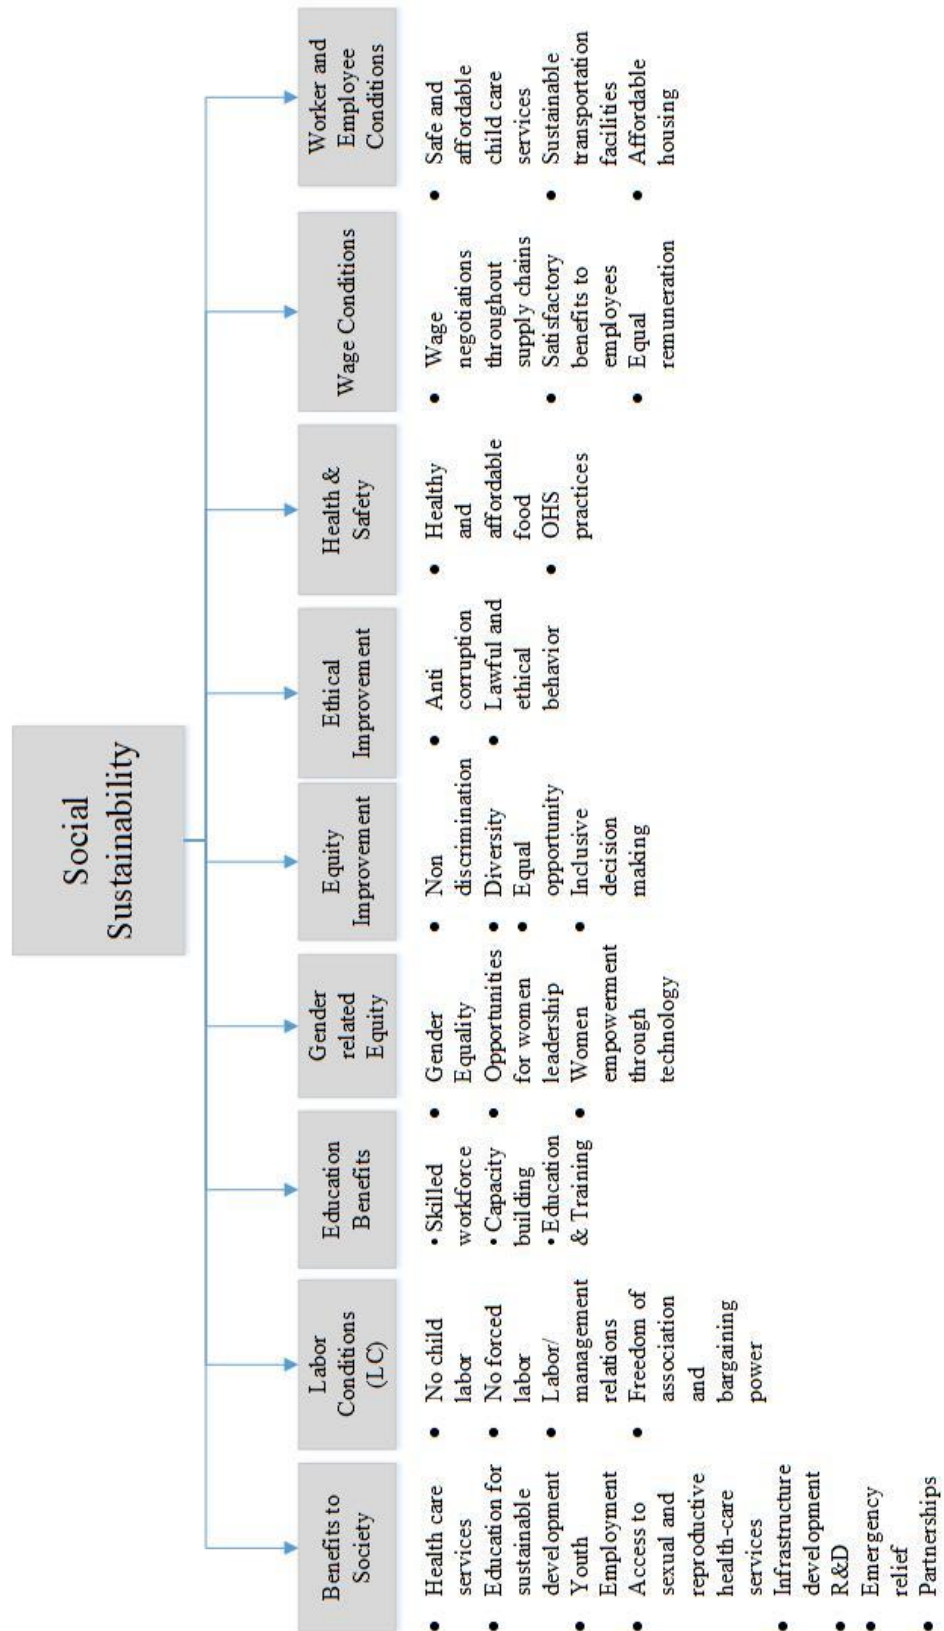 Social
Sustainability
Benefits to
Society
• Health care
services
• Education for
sustainable
development
• Youth
Employment
• Access to
sexual and
reproductive
health-care
services
• Infrastructure
development
• R&D
• Emergency
relief
• Partnerships
Labor
Conditions
(LC)
• No child
labor
• No forced
labor
• Labor/
management
relations
• Freedom of
association
and
bargaining
power
Education
Benefits
• Skilled
workforce
• Capacity
building
• Education
& Training
Gender
related
Equity
• Gender
Equality
• Opportunities
for women
leadership
• Women
empowerment
through
technology
Equity
Improvement
• Non
discrimination
• Diversity
• Equal
opportunity
• Inclusive
decision
making
Ethical
Improvement
• Anti
corruption
• Lawful and
ethical
behavior
Health &
Safety
• Healthy
and
affordable
food
• OHS
practices
Wage Conditions
• Wage
negotiations
throughout
supply chains
• Satisfactory
benefits to
employees
• Equal
remuneration
Worker and
Employee
Conditions
• Safe and
affordable
child care
services
• Sustainable
transportation
facilities
• Affordable
housing